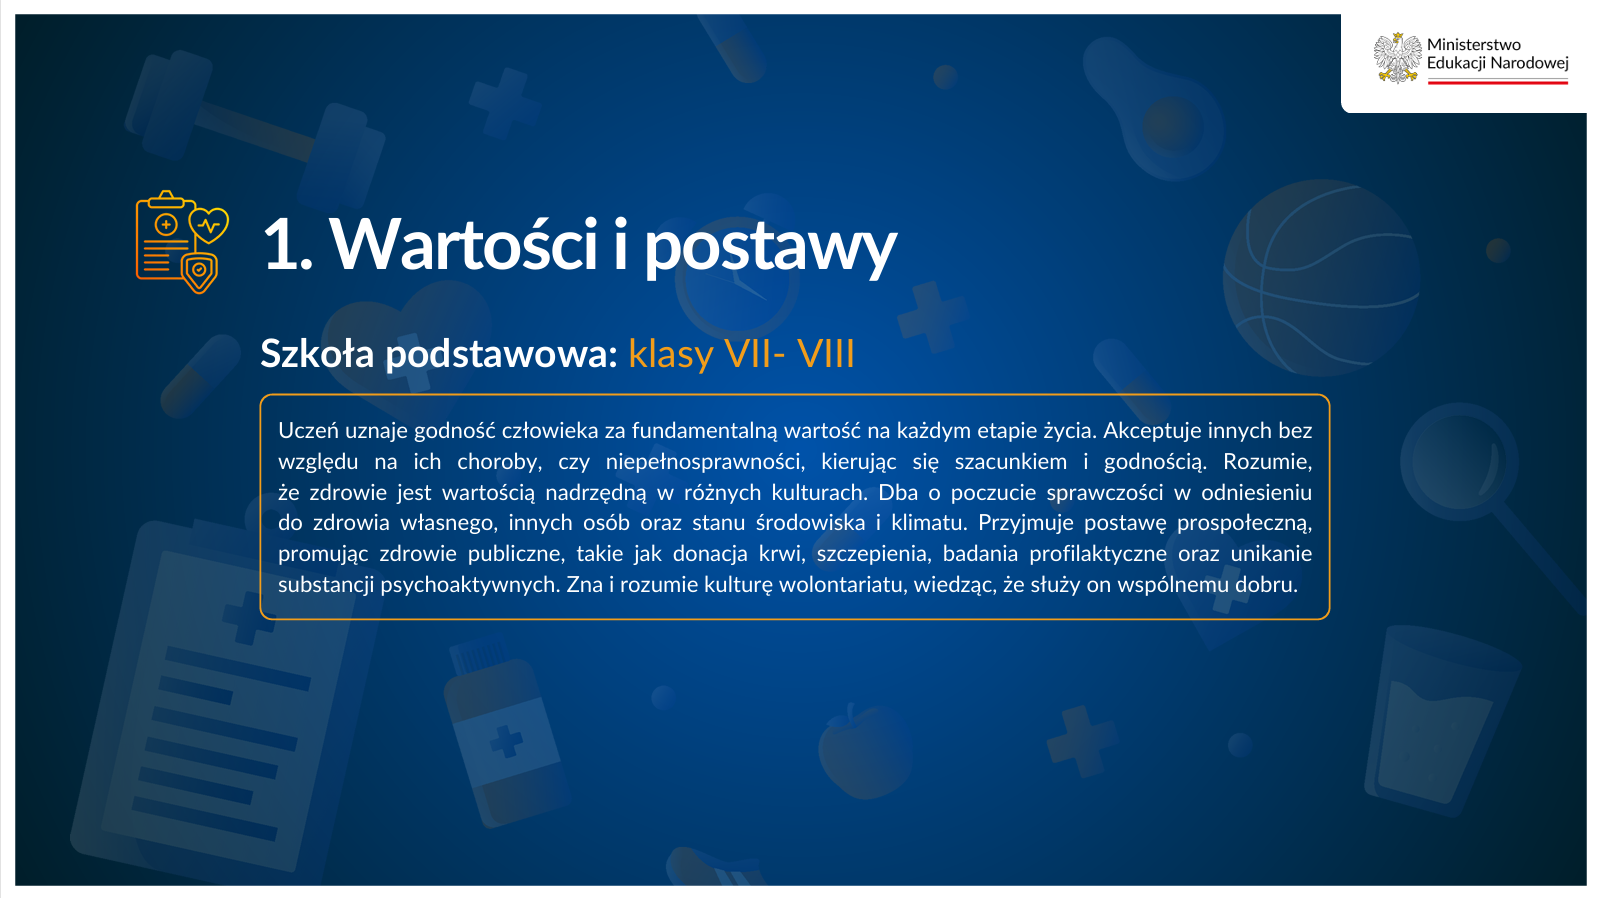 Ministerstwo
Edukacji Narodowej
1. Wartości i postawy
Szkoła podstawowa: klasy VII- VIII
Uczeń uznaje godność człowieka za fundamentalną wartość na każdym etapie życia. Akceptuje innych bez
względu na ich choroby, czy niepełnosprawności, kierując się szacunkiem i godnością. Rozumie,
że zdrowie jest wartością nadrzędną w różnych kulturach. Dba o poczucie sprawczości w odniesieniu
do zdrowia własnego, innych osób oraz stanu środowiska i klimatu. Przyjmuje postawę prospołeczną,
promując zdrowie publiczne, takie jak donacja krwi, szczepienia, badania profilaktyczne oraz unikanie
substancji psychoaktywnych. Zna i rozumie kulturę wolontariatu, wiedząc, że służy on wspólnemu dobru.